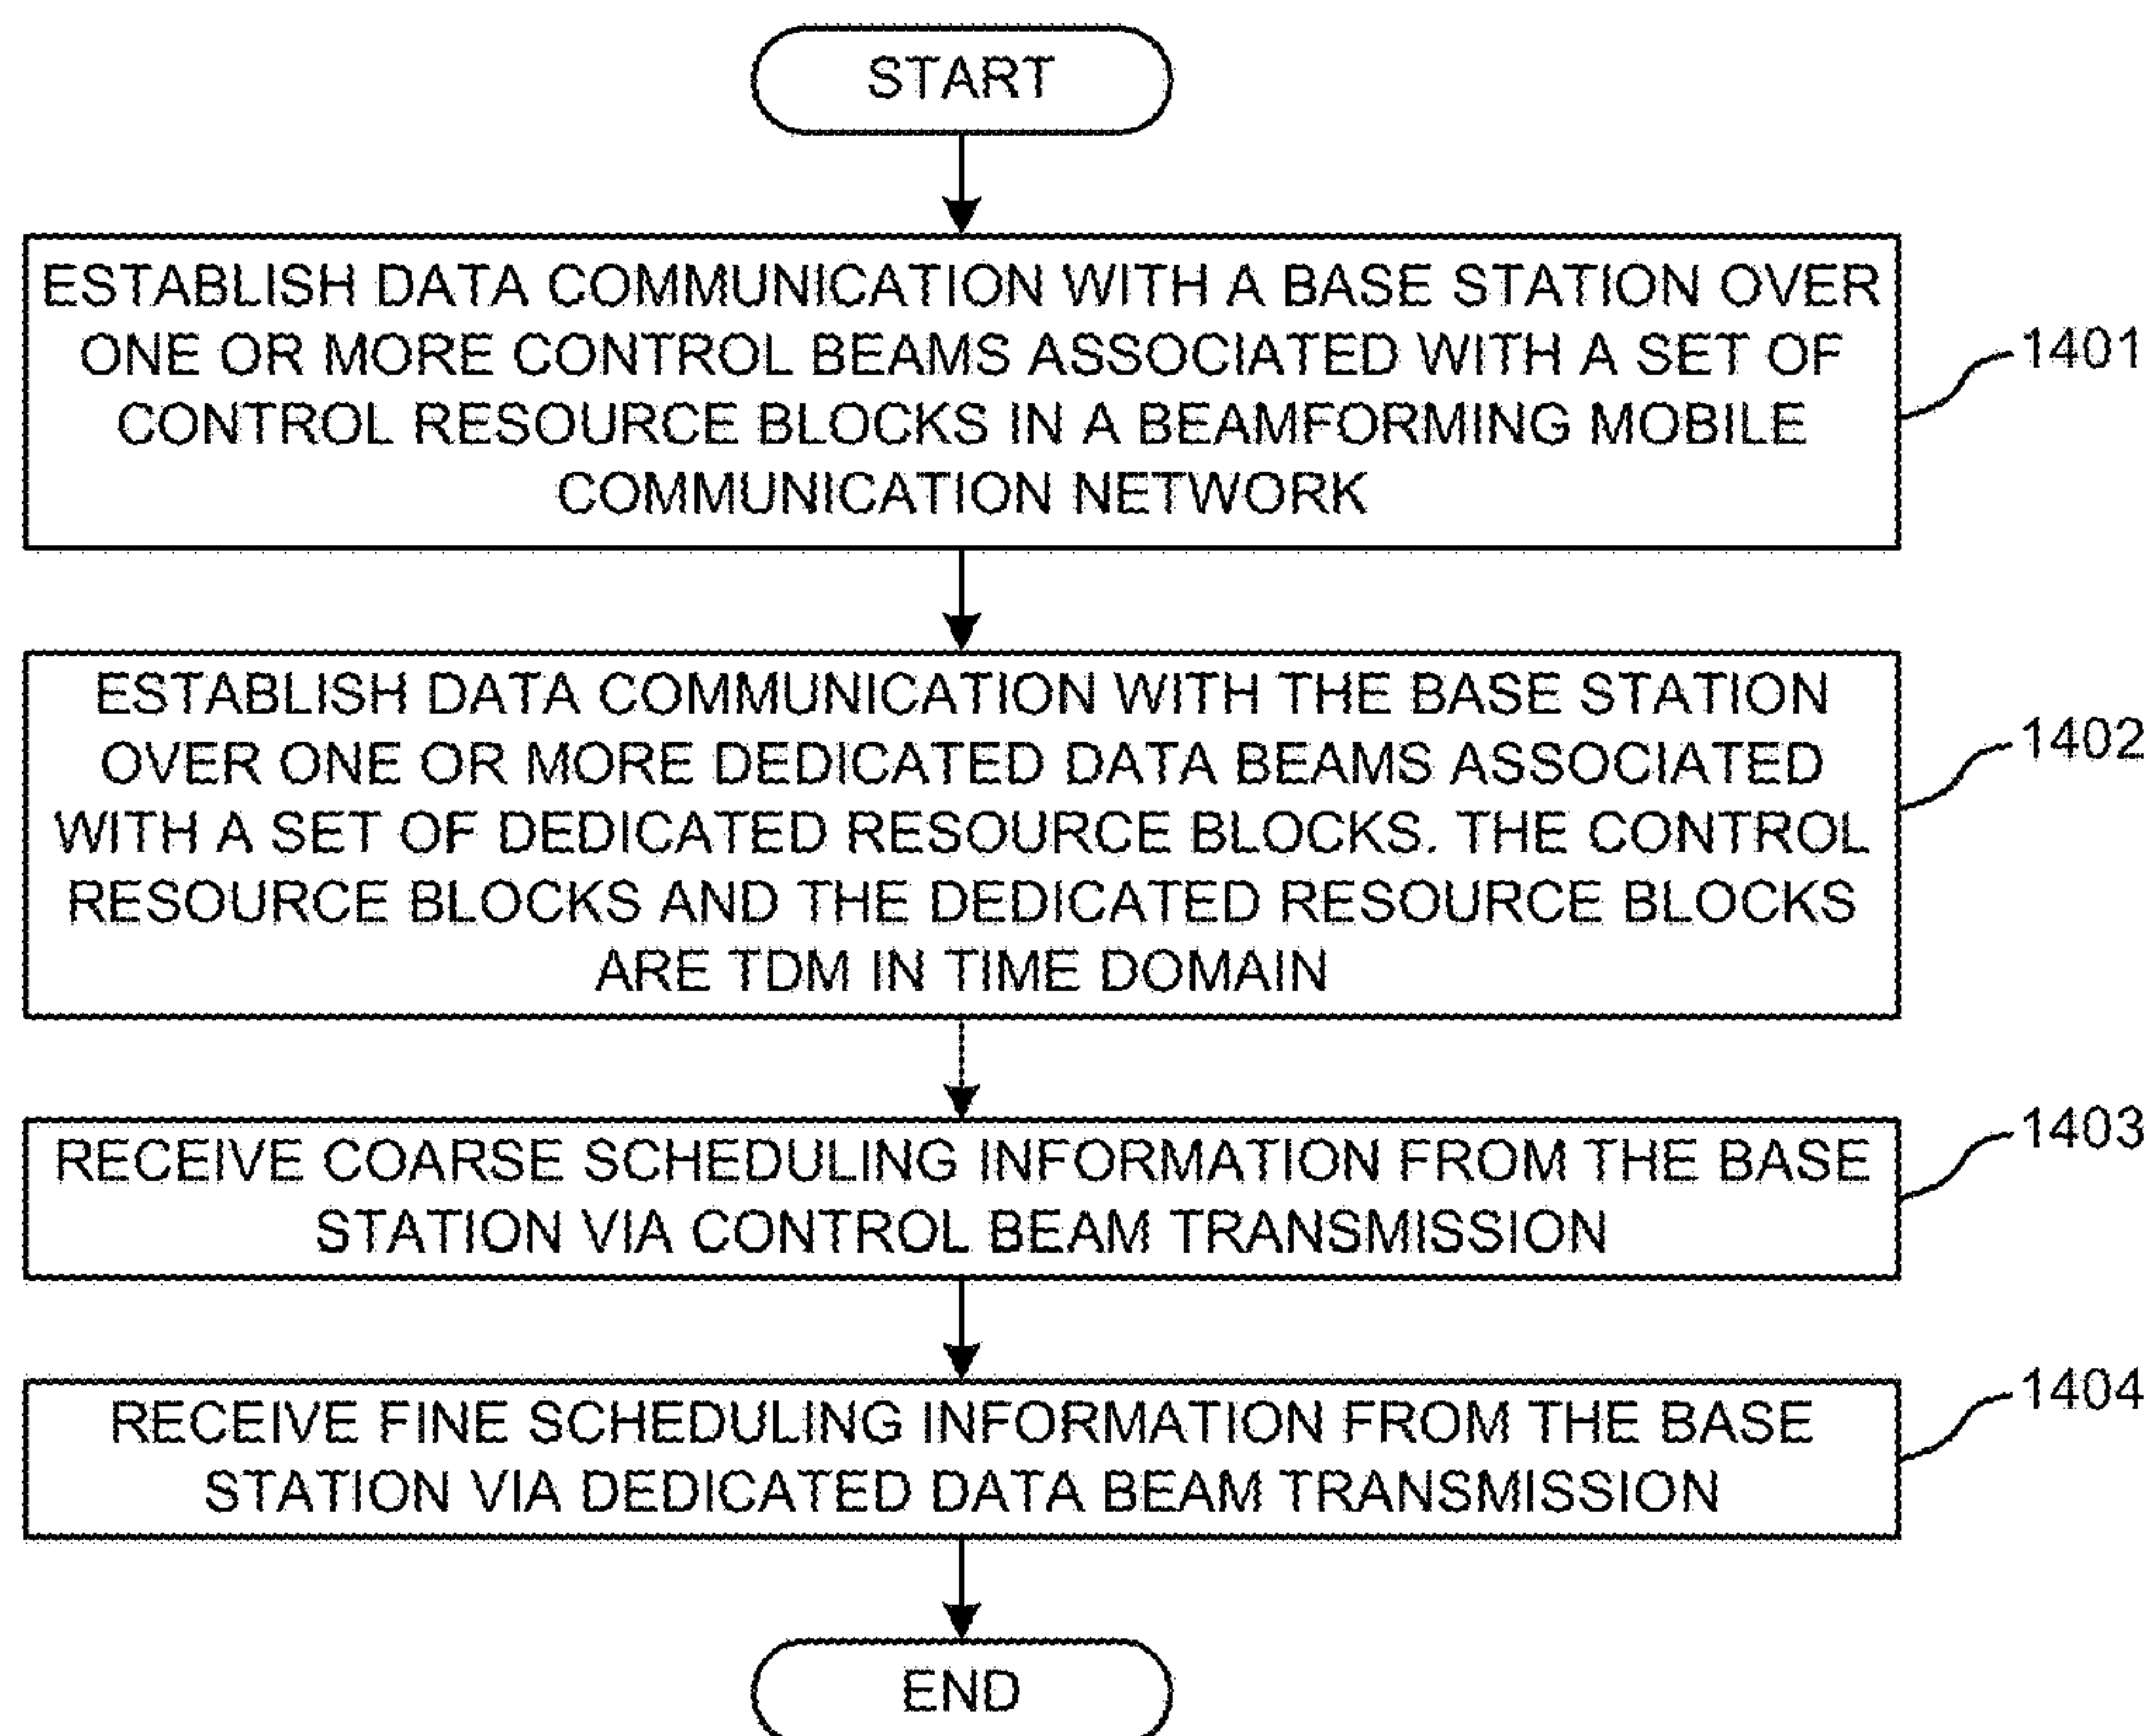 START
ESTABLISH DATA COMMUNICATION WITH A BASE STATION OVER
ONE OR MORE CONTROL BEAMS ASSOCIATED WITH A SET OF
CONTROL RESOURCE BLOCKS IN A BEAMFORMING MOBILE
COMMUNICATION NETWORK
1401
ESTABLISH DATA COMMUNICATION WITH THE BASE STATION
OVER ONE OR MORE DEDICATED DATA BEAMS ASSOCIATED
WITH A SET OF DEDICATED RESOURCE BLOCKS. THE CONTROL
RESOURCE BLOCKS AND THE DEDICATED RESOURCE BLOCKS
ARE TDM IN TIME DOMAIN
1402
RECEIVE COARSE SCHEDULING INFORMATION FROM THE BASE
STATION VIA CONTROL BEAM TRANSMISSION
1403
RECEIVE FINE SCHEDULING INFORMATION FROM THE BASE
STATION VIA DEDICATED DATA BEAM TRANSMISSION
1404
END